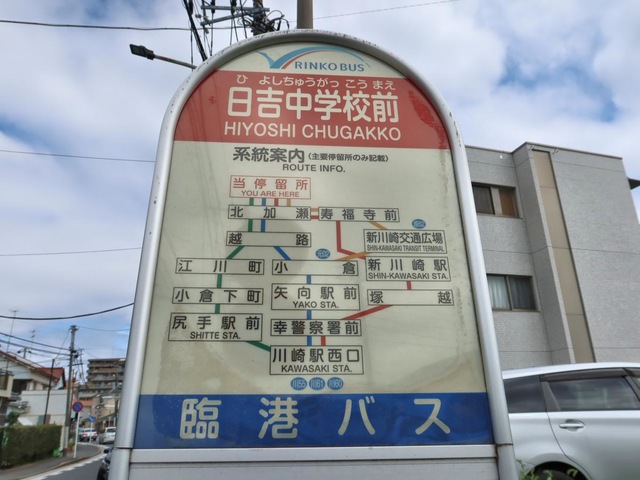 RINKO BUS
ひ よしちゅうがっ こう まえ
日吉中学校前
HIYOSHI CHUGAKKO
系統案内(主要停留所のみ記載)
ROUTE INFO.
当停留所
YOU ARE HERE
北加瀬 寿福寺前
越路 新川崎交通広場
SHIN-KAWASAKI TRANSIT TERMINAL
江川町 小倉 新川崎駅
SHIN-KAWASAKI STA.
小倉下町 矢向駅前 塚越
YAKO STA.
尻手駅前 幸警察署前
SHITTE STA.
川崎駅西口
KAWASAKI STA.
臨港バス